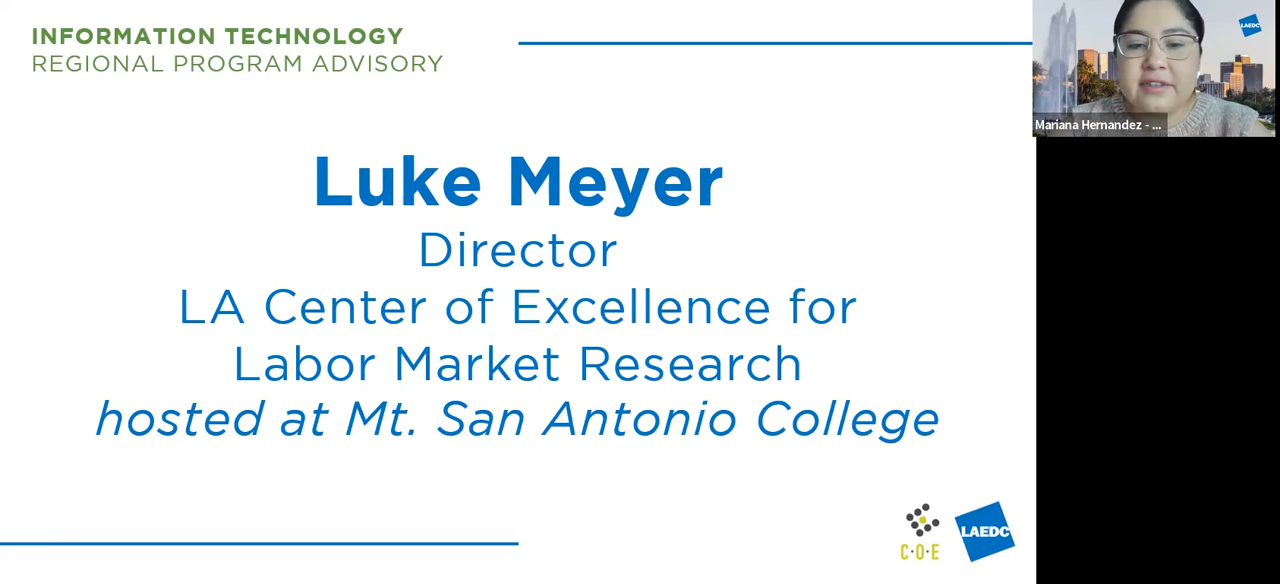 INFORMATION TECHNOLOGY
REGIONAL PROGRAM ADVISORY
Luke Meyer
Director
LA Center of Excellence for
Labor Market Research
hosted at Mt. San Antonio College
C·O·E
LAEDC
LAEDC
Mariana Hernandez - ...